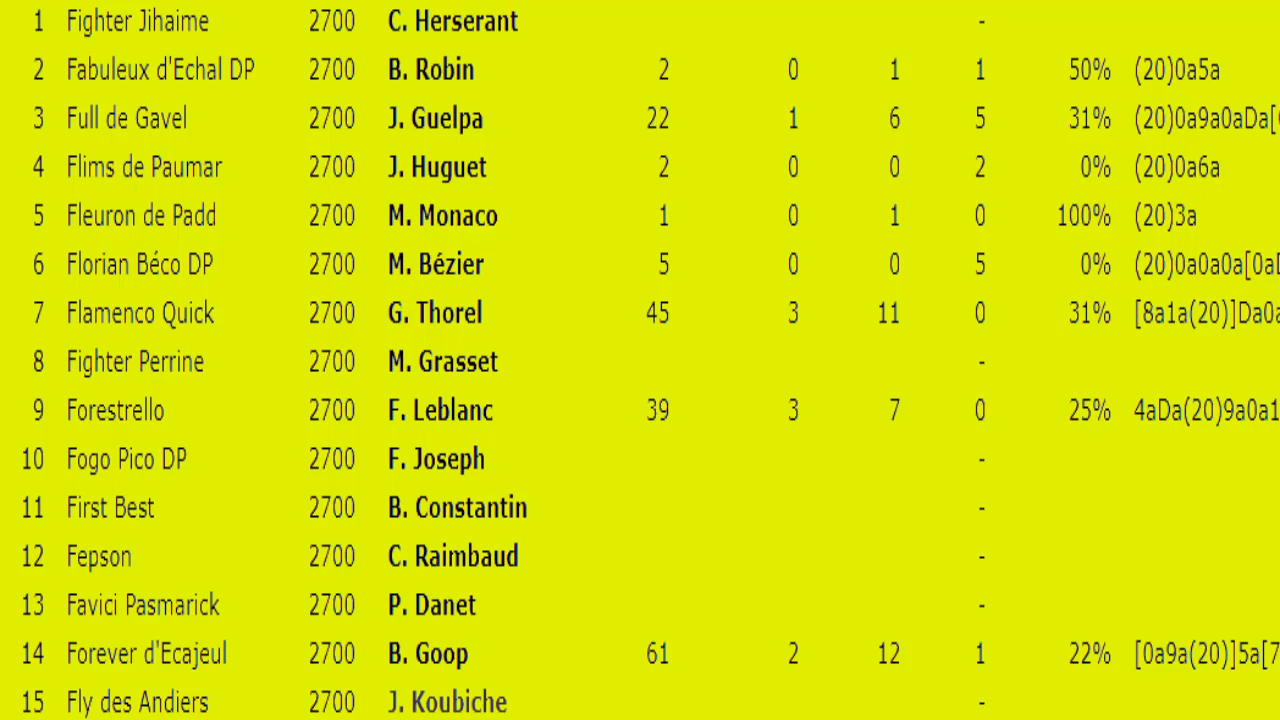 1 Fighter Jihaime 2700 C. Herserant -
2 Fabuleux d'Echal DP 2700 B. Robin 2 0 1 1 50% (20)0a5a
3 Full de Gavel 2700 J. Guelpa 22 1 6 5 31% (20)0a9a0aDa[
4 Flims de Paumar 2700 J. Huguet 2 0 0 2 0% (20)0a6a
5 Fleuron de Padd 2700 M. Monaco 1 0 1 0 100% (20)3a
6 Florian Béco DP 2700 M. Bézier 5 0 0 5 0% (20)0a0a0a[0a
7 Flamenco Quick 2700 G. Thorel 45 3 11 0 31% [8a1a(20)]Da0a
8 Fighter Perrine 2700 M. Grasset -
9 Forestrello 2700 F. Leblanc 39 3 7 0 25% 4aDa(20)9a0a1
10 Fogo Pico DP 2700 F. Joseph -
11 First Best 2700 B. Constantin -
12 Fepson 2700 C. Raimbaud -
13 Favici Pasmarick 2700 P. Danet -
14 Forever d'Ecajeul 2700 B. Goop 61 2 12 1 22% [0a9a(20)]5a[7
15 Fly des Andiers 2700 J. Koubiche -